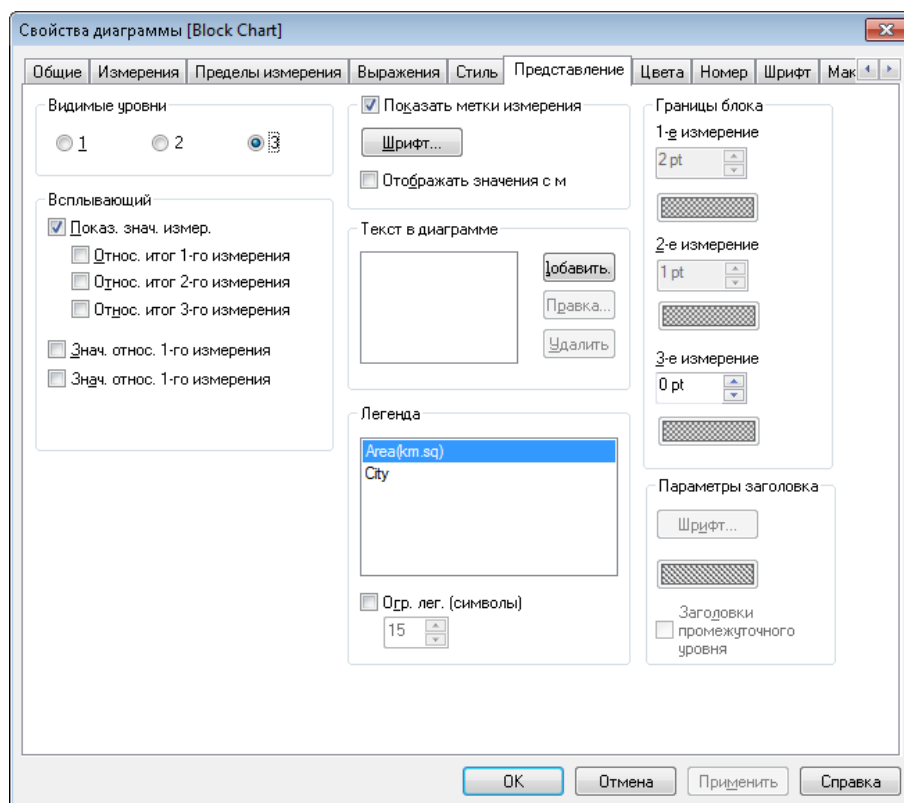 Свойства диаграммы [Block Chart]
Общие Измерения Пределы измерения Выражения Стиль Представление Цвета Номер Шрифт Мак
Видимые уровни
1 2 3
Всплывающий
Показ. знач. измер.
Относ. итог 1-го измерения
Относ. итог 2-го измерения
Относ. итог 3-го измерения
Знач. относ. 1-го измерения
Знач. относ. 1-го измерения
Показать метки измерения
Шрифт...
Отображать значения с м
Текст в диаграмме
Добавить.
Правка...
Удалить
Легенда
Area(km.sq)
City
Огр. лег. (символы)
15
Границы блока
1-е измерение
2 pt
2-е измерение
1 pt
3-е измерение
0 pt
Параметры заголовка
Шрифт...
Заголовки
промежуточного
уровня
OK Отмена Применить Справка